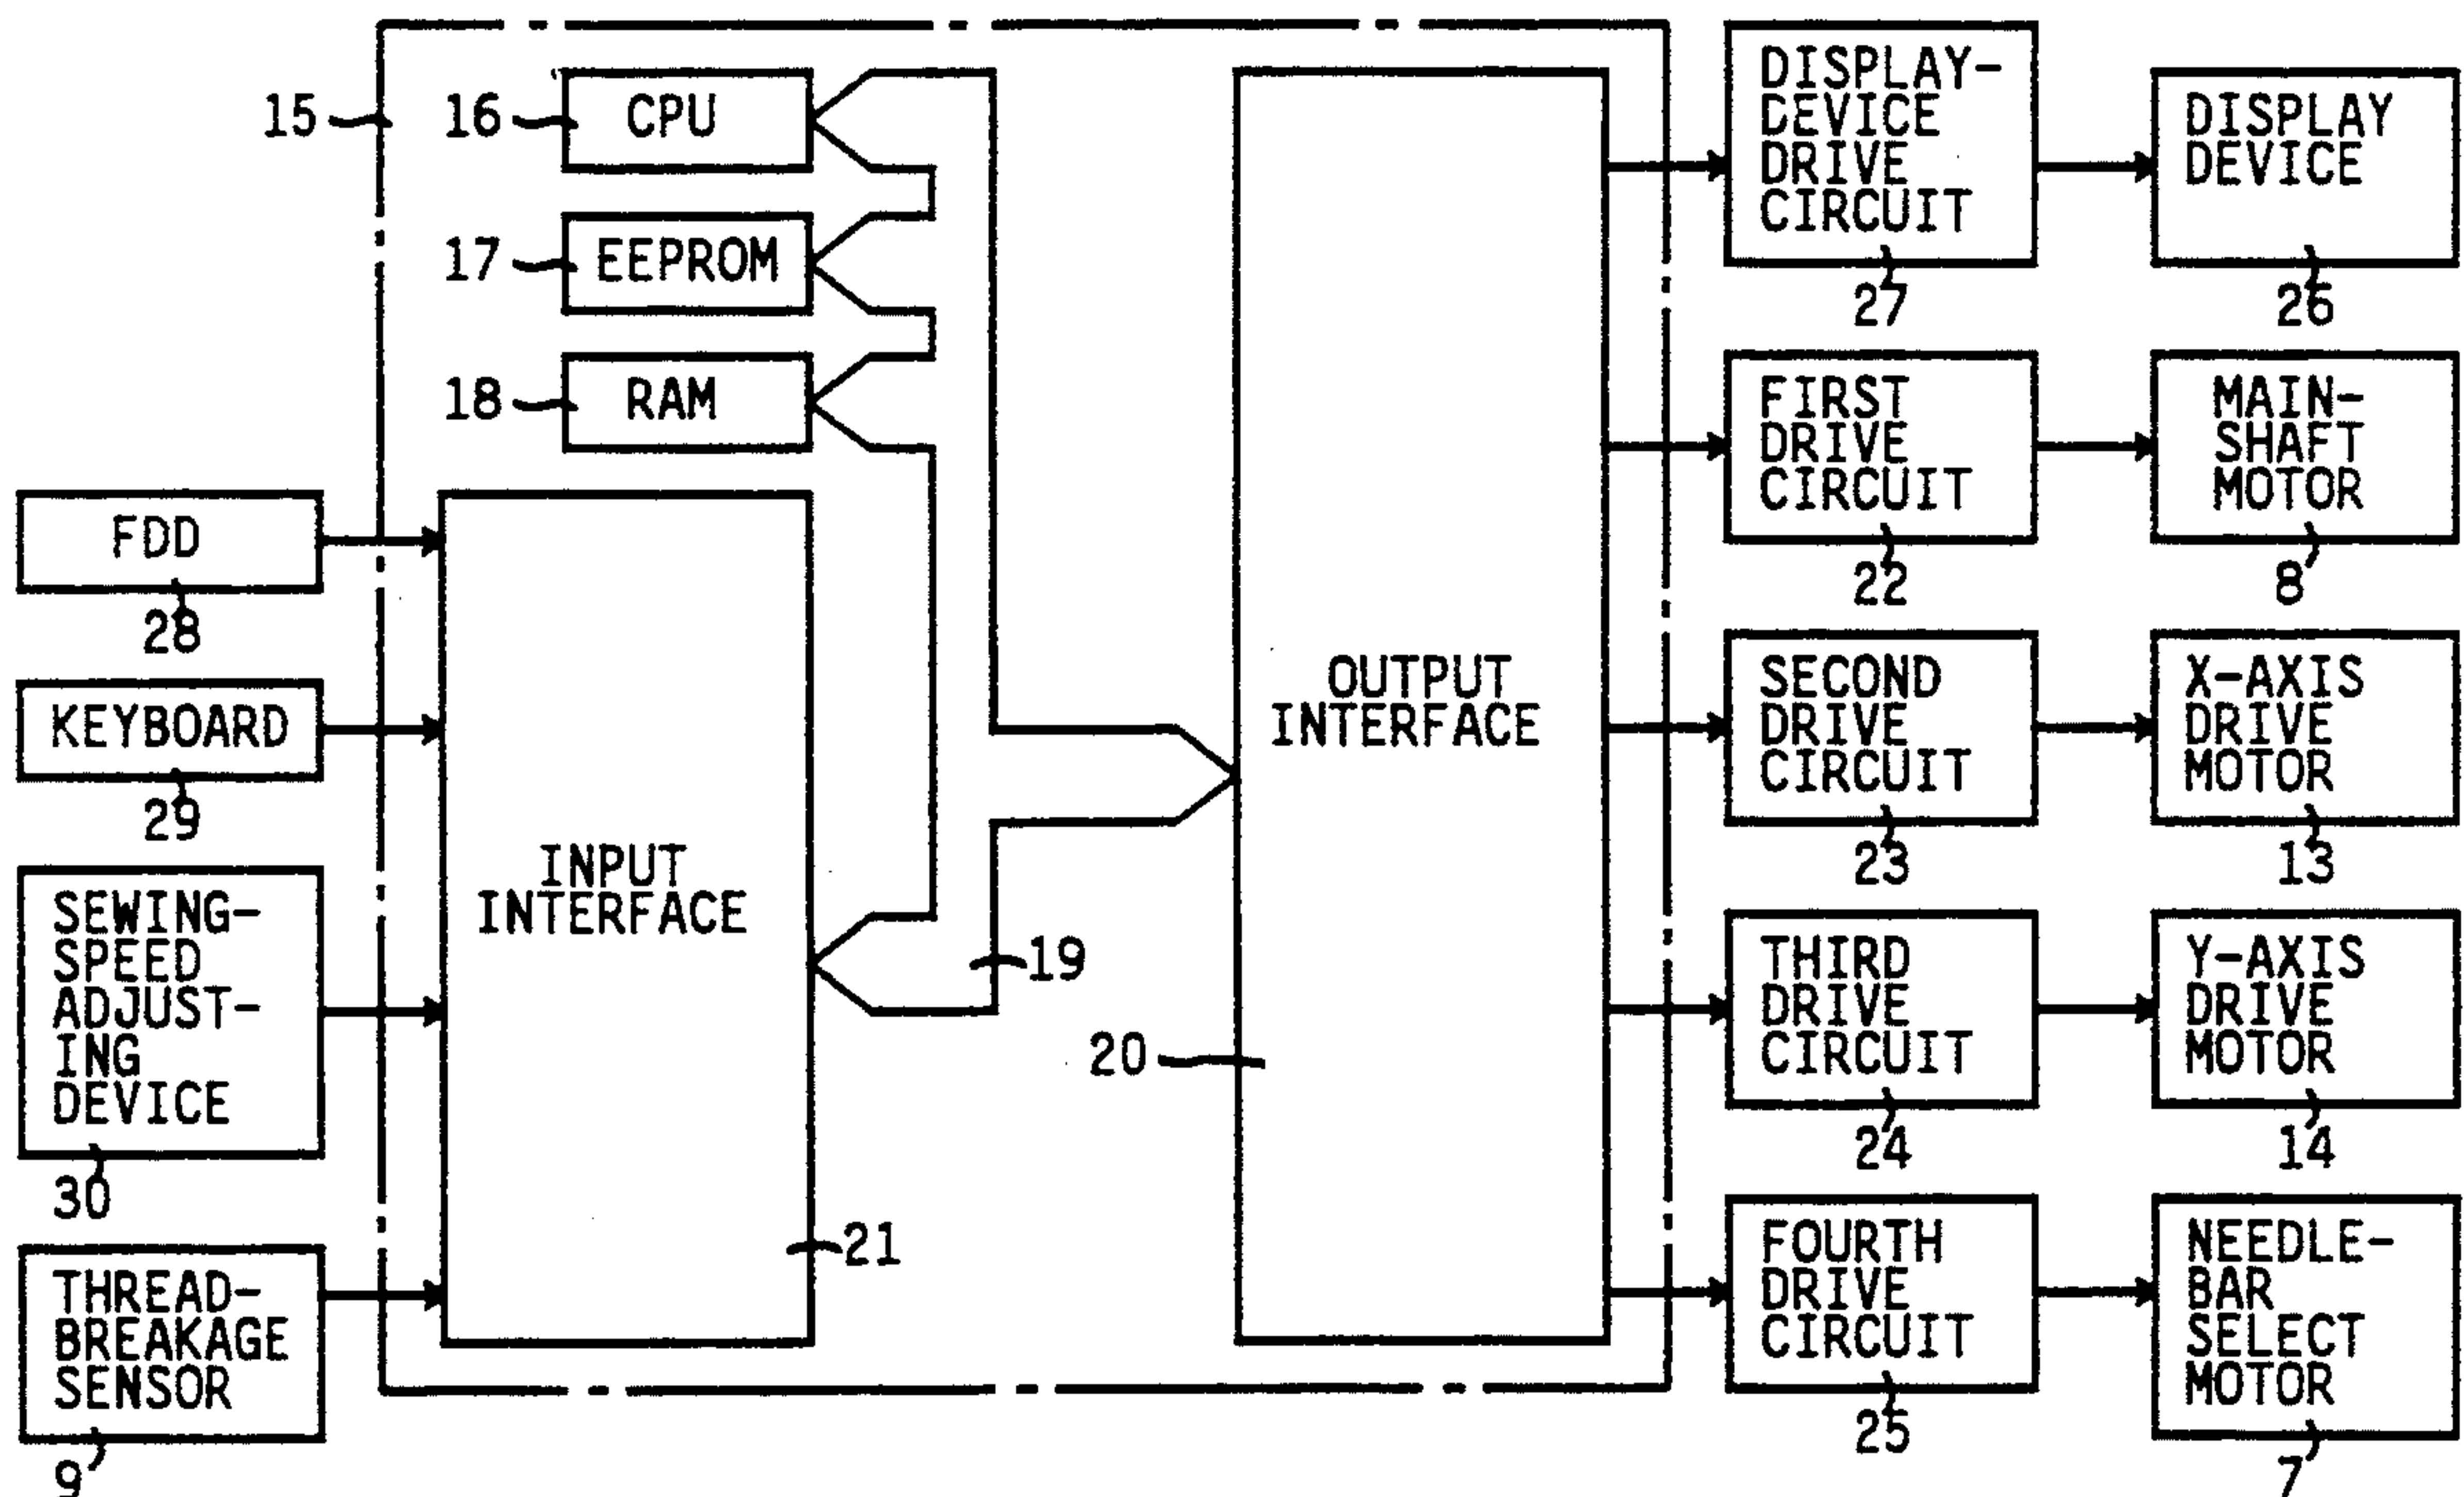 15
16
CPU
17
EEPROM
18
RAM
FDD
28
KEYBOARD
29
SEWING-
SPEED
ADJUST-
ING
DEVICE
30
THREAD-
BREAKAGE
SENSOR
9
INPUT
INTERFACE
21
19
20
OUTPUT
INTERFACE
DISPLAY-
DEVICE
DRIVE
CIRCUIT
27
DISPLAY
DEVICE
26
FIRST
DRIVE
CIRCUIT
22
MAIN-
SHAFT
MOTOR
8
SECOND
DRIVE
CIRCUIT
23
X-AXIS
DRIVE
MOTOR
13
THIRD
DRIVE
CIRCUIT
24
Y-AXIS
DRIVE
MOTOR
14
FOURTH
DRIVE
CIRCUIT
25
NEEDLE-
BAR
SELECT
MOTOR
7